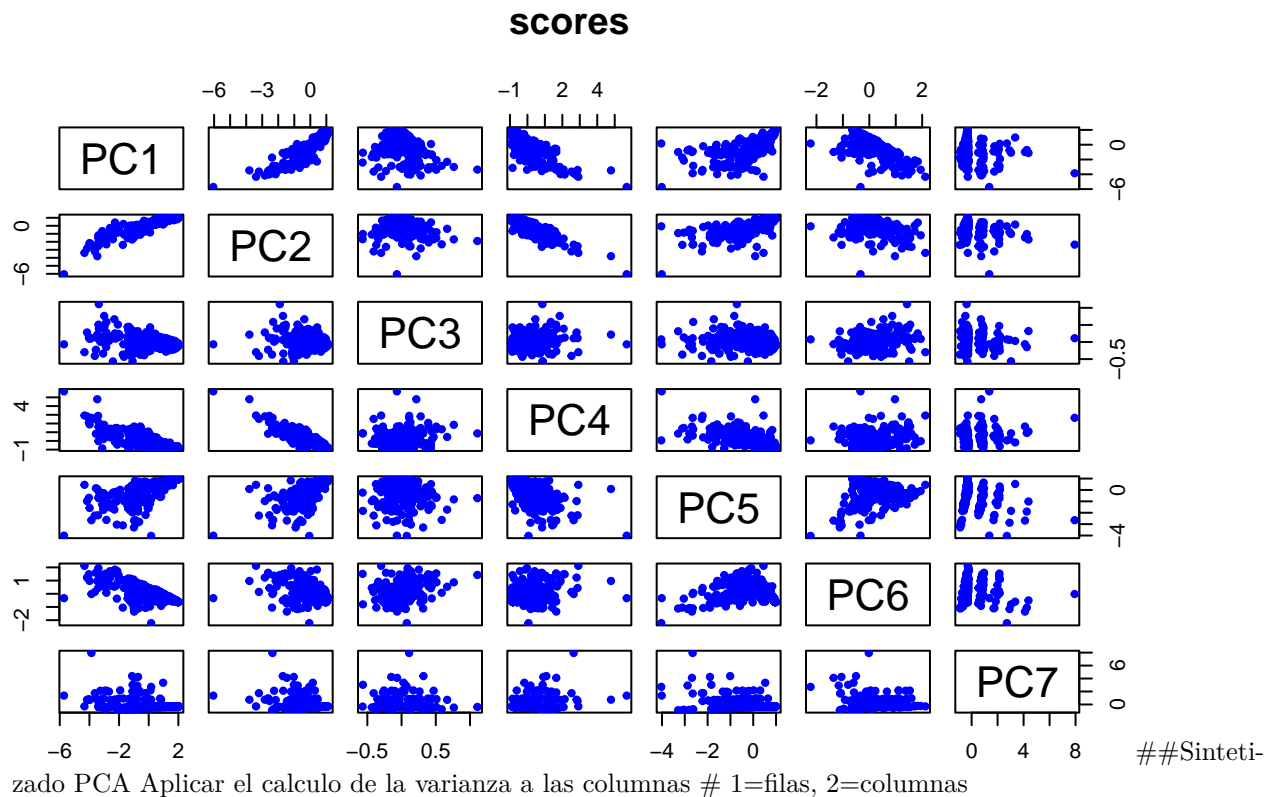 scores
−6 −3 0 −1 2 4 −2 0 2
PC1
−6 0
PC2
−6 0
PC3
−0.5
PC4
−1 4
PC5
−4 0
PC6
−2 1
PC7
0 6
−6 −2 2 −0.5 0.5 −4 −2 0 0 4 8
##Sinteti-
zado PCA Aplicar el calculo de la varianza a las columnas # 1=filas, 2=columnas